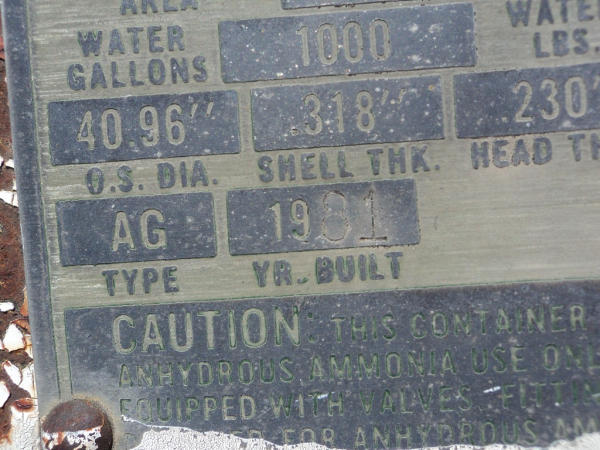 AREA WATER
WATER GALLONS 1000 LBS.
40.96" .318" .230"
O.S. DIA. SHELL THK. HEAD TH
AG 1981
TYPE YR. BUILT
CAUTION: THIS CONTAINER
ANHYDROUS AMMONIA USE ONL
EQUIPPED WITH VALVES, FITTIN
FOR ANHYDROUS AM